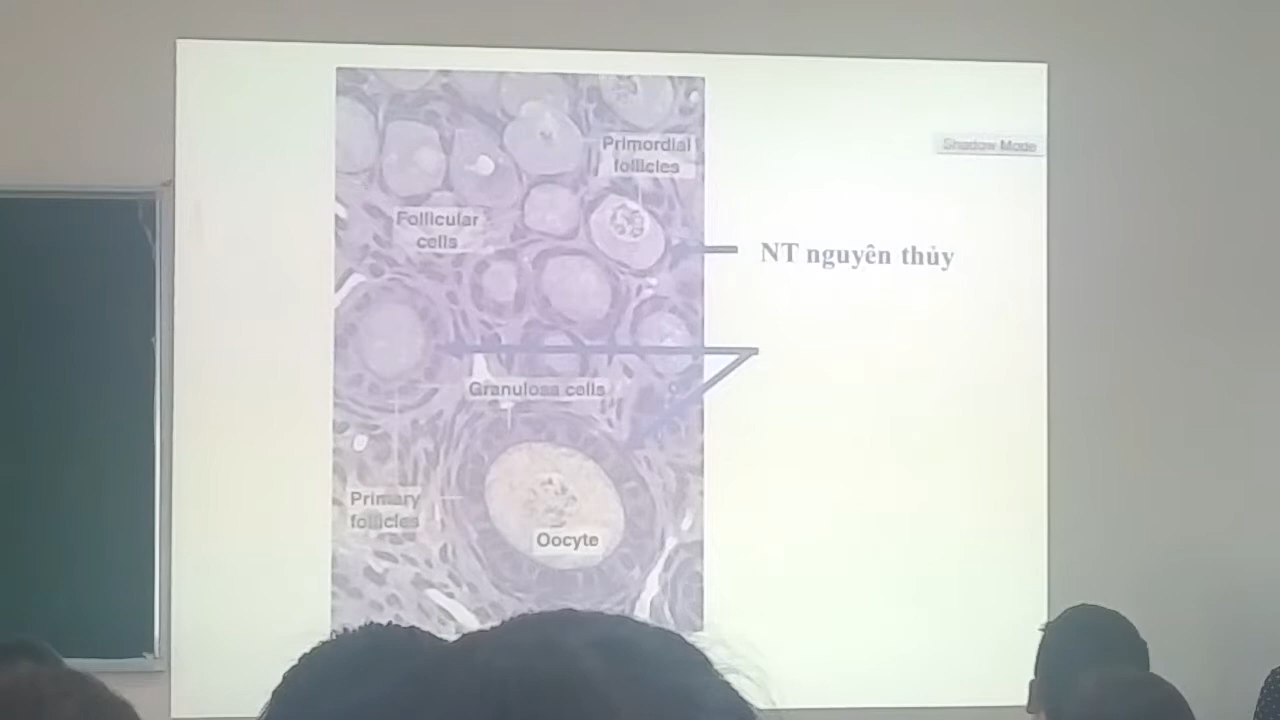 Primordial
follicles
Shadow Mode
Follicular
cells
NT nguyên thủy
Granulosa cells
Primary
follicles
Oocyte